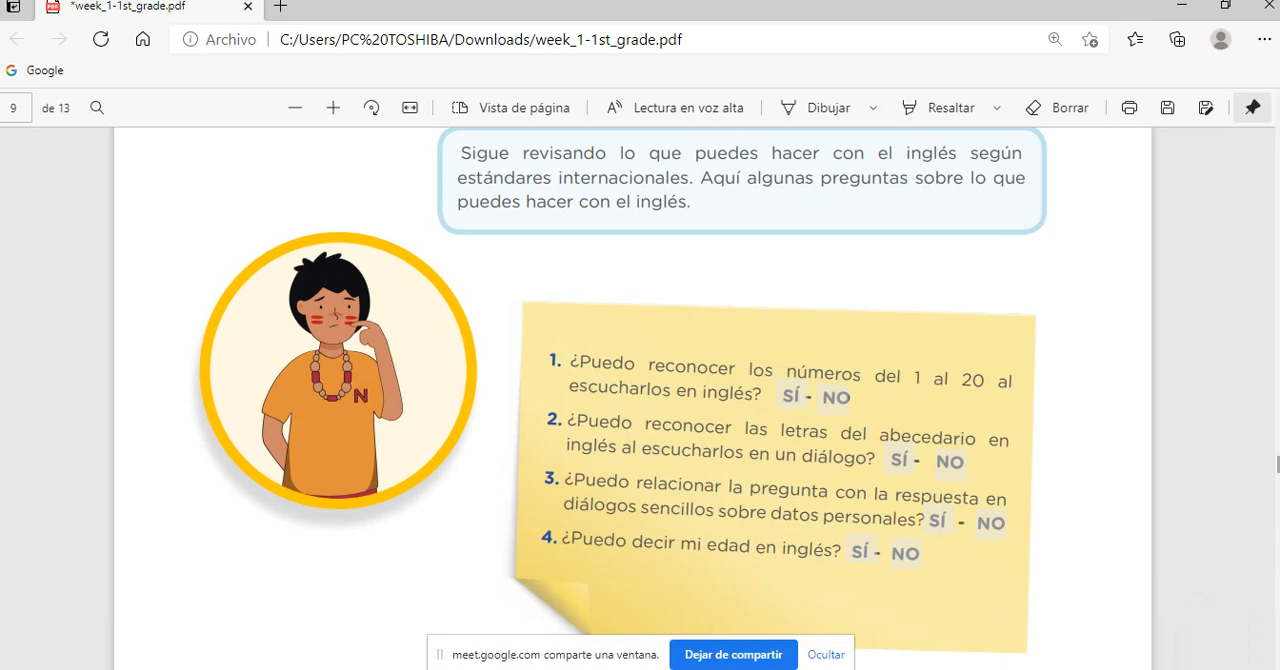 *week_1-1st_grade.pdf
Archivo C:/Users/PC%20TOSHIBA/Downloads/week_1-1st_grade.pdf
Google
9 de 13 Vista de página Lectura en voz alta Dibujar Resaltar Borrar
Sigue revisando lo que puedes hacer con el inglés según
estándares internacionales. Aquí algunas preguntas sobre lo que
puedes hacer con el inglés.
N
1. ¿Puedo reconocer los números del 1 al 20 al
escucharlos en inglés? SÍ - NO
2. ¿Puedo reconocer las letras del abecedario en
inglés al escucharlos en un diálogo? SÍ - NO
3. ¿Puedo relacionar la pregunta con la respuesta en
diálogos sencillos sobre datos personales? SÍ - NO
4. ¿Puedo decir mi edad en inglés? SÍ - NO
meet.google.com comparte una ventana. Dejar de compartir Ocultar